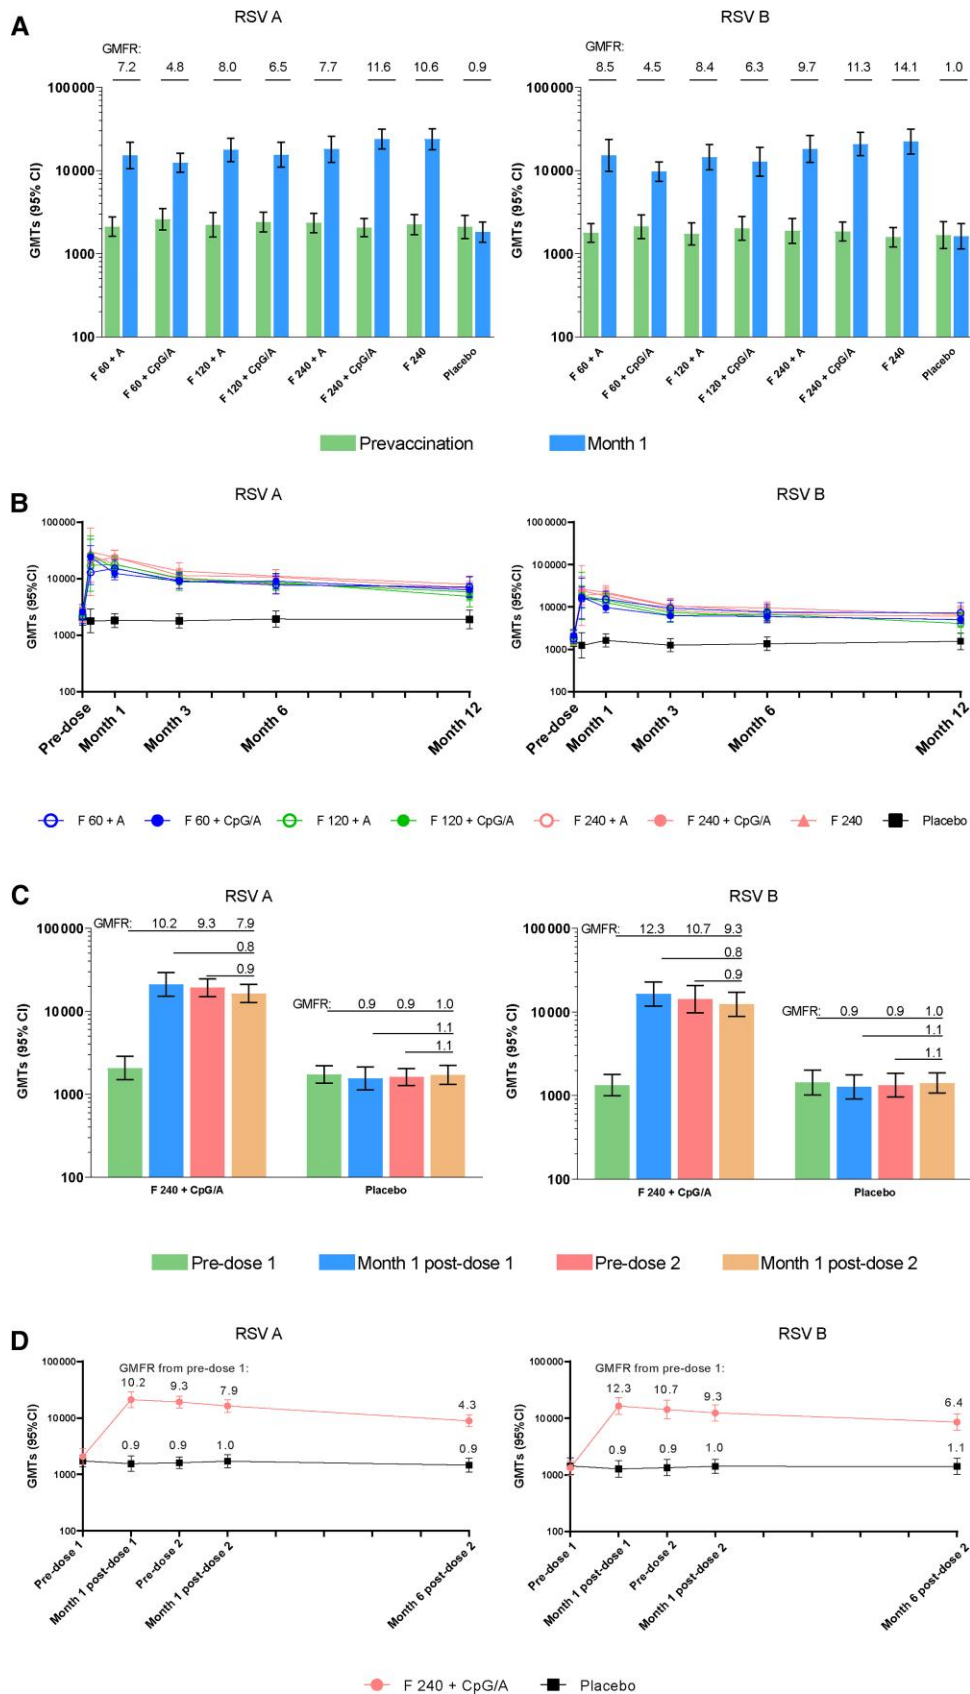 A
RSV A
RSV B
GMFR:
7.2 4.8 8.0 6.5 7.7 11.6 10.6 0.9
GMFR:
8.5 4.5 8.4 6.3 9.7 11.3 14.1 1.0
GMTs (95% CI)
100000
10000
1000
100
F 60 + A
F 60 + CpG/A
F 120 + A
F 120 + CpG/A
F 240 + A
F 240 + CpG/A
F 240
Placebo
GMTs (95% CI)
100000
10000
1000
100
F 60 + A
F 60 + CpG/A
F 120 + A
F 120 + CpG/A
F 240 + A
F 240 + CpG/A
F 240
Placebo
Prevaccination Month 1
B
RSV A
RSV B
GMTs (95%CI)
100000
10000
1000
100
Pre-dose
Month 1
Month 3
Month 6
Month 12
GMTs (95%CI)
100000
10000
1000
100
Pre-dose
Month 1
Month 3
Month 6
Month 12
F 60 + A F 60 + CpG/A F 120 + A F 120 + CpG/A F 240 + A F 240 + CpG/A F 240 Placebo
C
RSV A
RSV B
GMTs (95% CI)
100000
10000
1000
100
GMFR: 10.2 9.3 7.9
0.8
0.9
GMFR: 0.9 0.9 1.0
1.1
1.1
F 240 + CpG/A Placebo
GMTs (95% CI)
100000
10000
1000
100
GMFR: 12.3 10.7 9.3
0.8
0.9
GMFR: 0.9 0.9 1.0
1.1
1.1
F 240 + CpG/A Placebo
Pre-dose 1 Month 1 post-dose 1 Pre-dose 2 Month 1 post-dose 2
D
RSV A
RSV B
GMTs (95%CI)
100000
10000
1000
100
GMFR from pre-dose 1:
10.2 9.3 7.9 4.3
0.9 0.9 1.0 0.9
Pre-dose 1
Month 1 post-dose 1
Pre-dose 2
Month 1 post-dose 2
Month 6 post-dose 2
GMTs (95%CI)
100000
10000
1000
100
GMFR from pre-dose 1:
12.3 10.7 9.3 6.4
0.9 0.9 1.0 1.1
Pre-dose 1
Month 1 post-dose 1
Pre-dose 2
Month 1 post-dose 2
Month 6 post-dose 2
F 240 + CpG/A Placebo